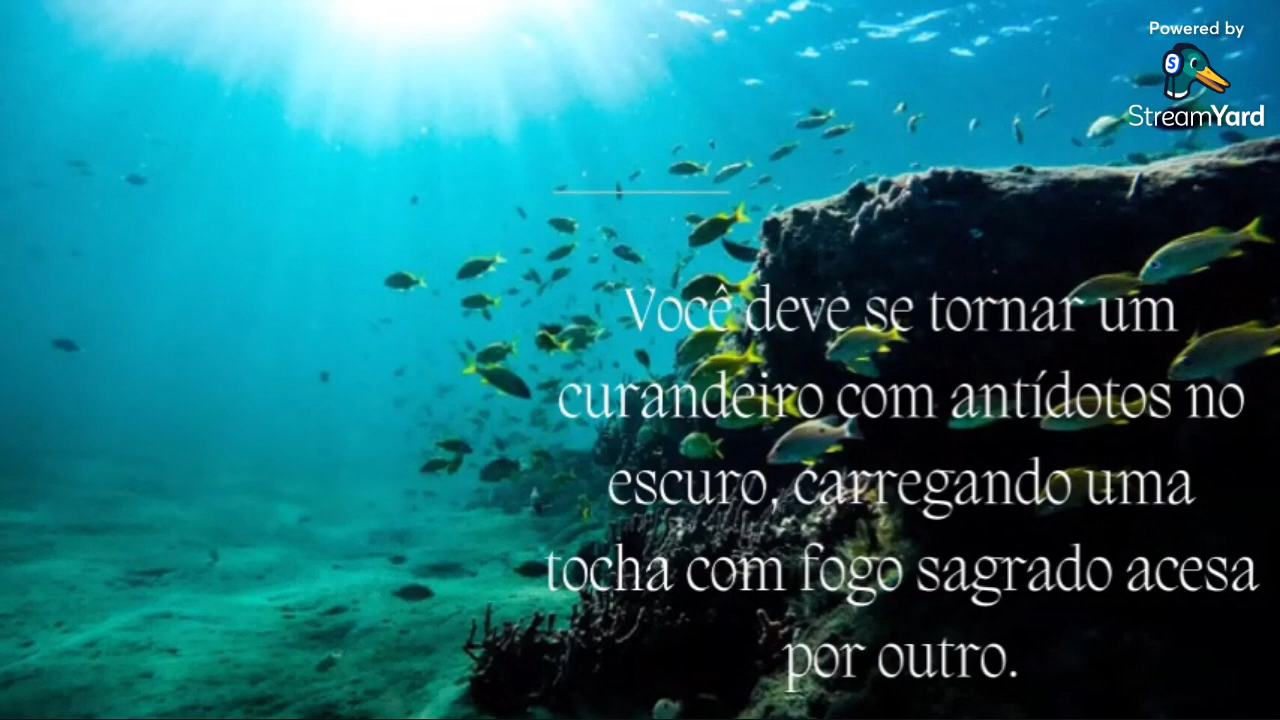 Powered by
StreamYard
Você deve se tornar um
curandeiro com antídotos no
escuro, carregando uma
tocha com fogo sagrado acesa
por outro.